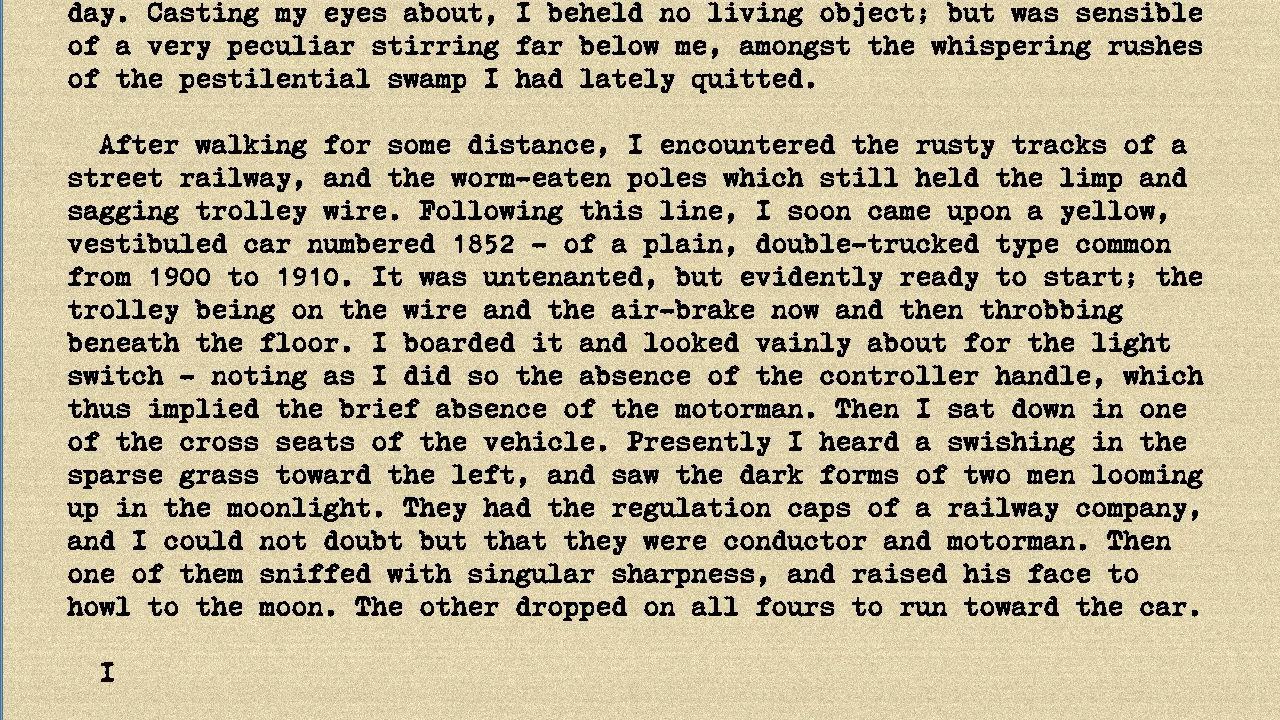 day. Casting my eyes about, I beheld no living object; but was sensible
of a very peculiar stirring far below me, amongst the whispering rushes
of the pestilential swamp I had lately quitted.
After walking for some distance, I encountered the rusty tracks of a
street railway, and the worm-eaten poles which still held the limp and
sagging trolley wire. Following this line, I soon came upon a yellow,
vestibuled car numbered 1852 - of a plain, double-trucked type common
from 1900 to 1910. It was untenanted, but evidently ready to start; the
trolley being on the wire and the air-brake now and then throbbing
beneath the floor. I boarded it and looked vainly about for the light
switch - noting as I did so the absence of the controller handle, which
thus implied the brief absence of the motorman. Then I sat down in one
of the cross seats of the vehicle. Presently I heard a swishing in the
sparse grass toward the left, and saw the dark forms of two men looming
up in the moonlight. They had the regulation caps of a railway company,
and I could not doubt but that they were conductor and motorman. Then
one of them sniffed with singular sharpness, and raised his face to
howl to the moon. The other dropped on all fours to run toward the car.
I